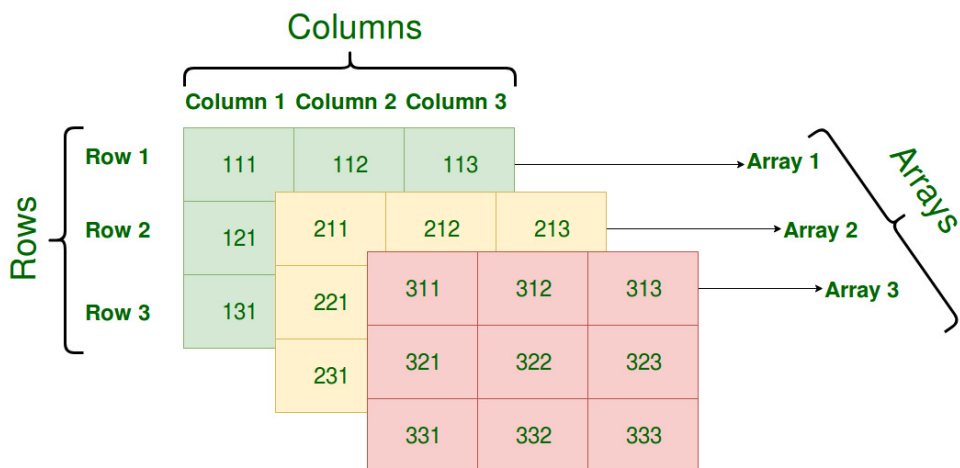 Columns
Column 1 Column 2 Column 3
Rows
Row 1
Row 2
Row 3
111 112 113
121
131
211 212 213
221
231
311 312 313
321 322 323
331 332 333
Array 1
Array 2
Array 3
Arrays